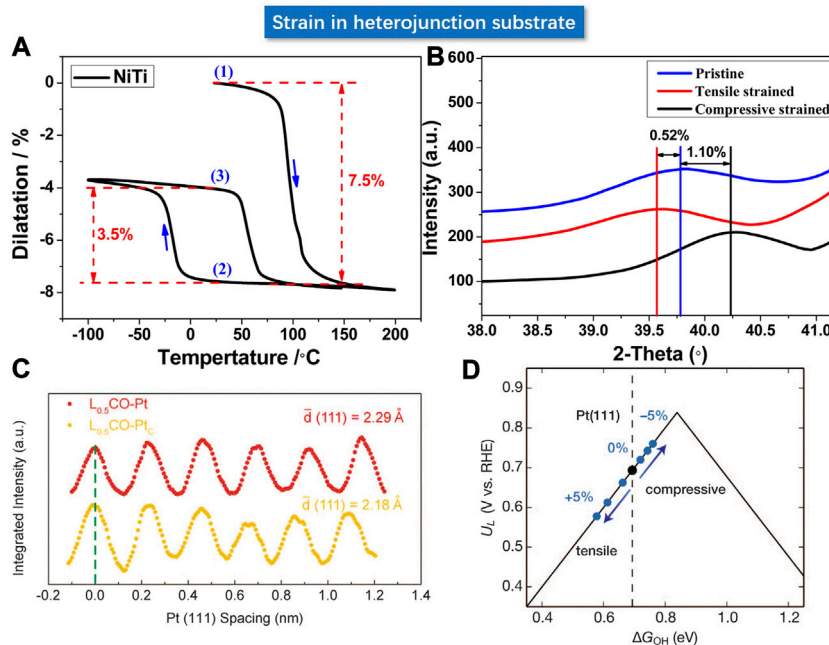 Strain in heterojunction substrate
A
NiTi
(1)
(3)
(2)
7.5%
3.5%
0
-2
-4
-6
-8
Dilatation / %
-100 -50 0 50 100 150 200
Tempertature /°C
B
Pristine
Tensile strained
Compressive strained
0.52%
1.10%
600
500
400
300
200
100
Intensity (a.u.)
38.0 38.5 39.0 39.5 40.0 40.5 41.0
2-Theta (°)
C
L0.5CO-Pt
L0.5CO-PtC
d̄ (111) = 2.29 Å
d̄ (111) = 2.18 Å
Integrated Intensity (a.u.)
-0.2 0.0 0.2 0.4 0.6 0.8 1.0 1.2 1.4
Pt (111) Spacing (nm)
D
Pt(111)
−5%
0%
+5%
compressive
tensile
0.9
0.8
0.7
0.6
0.5
0.4
UL (V vs. RHE)
0.4 0.6 0.8 1.0 1.2
ΔGOH (eV)